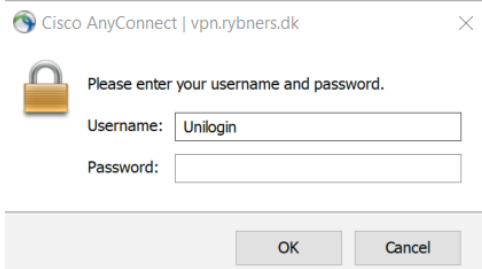 Cisco AnyConnect | vpn.rybners.dk
Please enter your username and password.
Username: Unilogin
Password:
OK Cancel